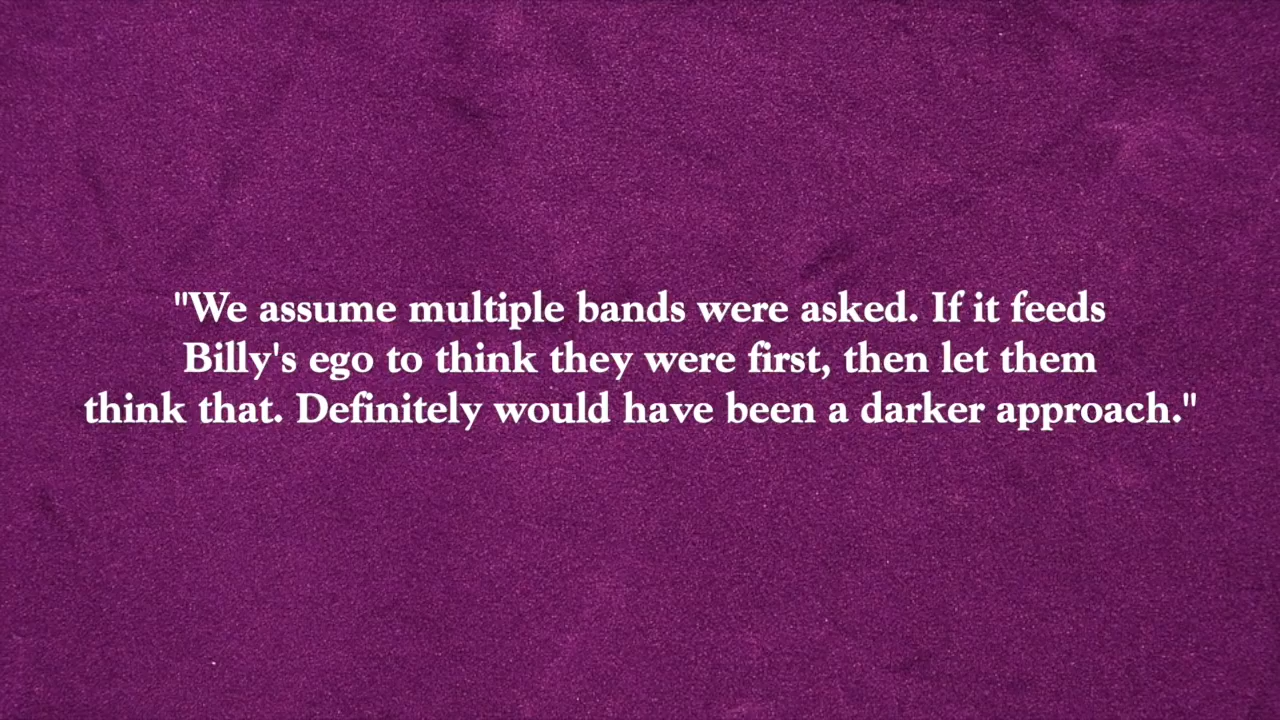 "We assume multiple bands were asked. If it feeds
Billy's ego to think they were first, then let them
think that. Definitely would have been a darker approach."